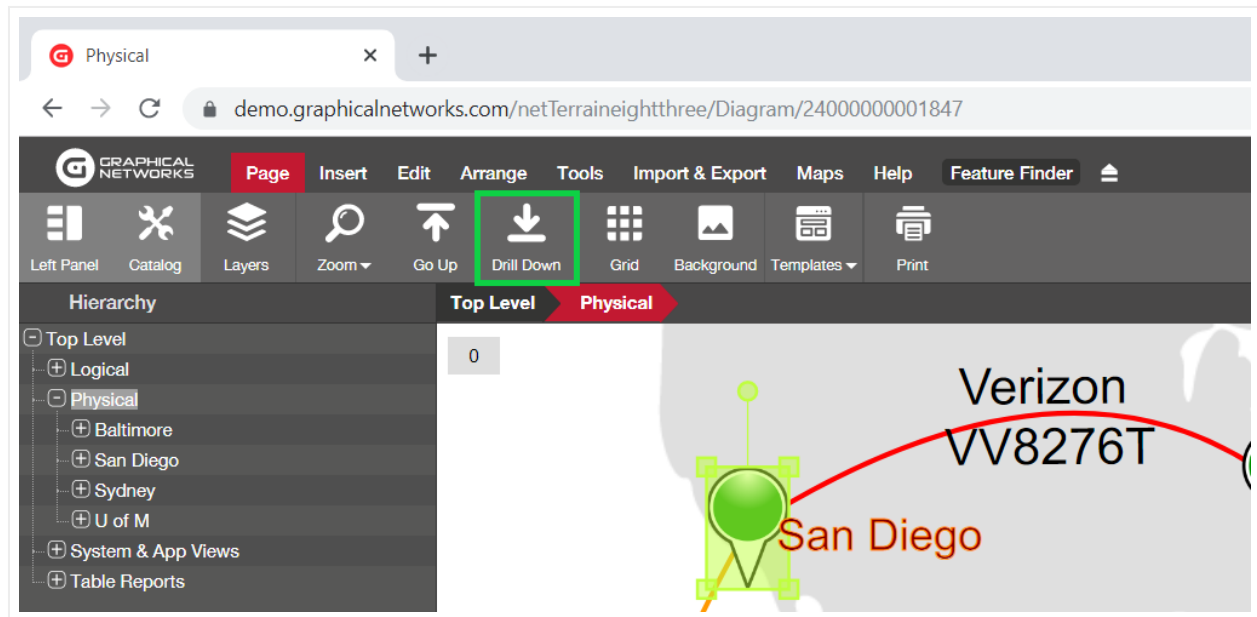 Physical
demo.graphicalnetworks.com/netTerraineightthree/Diagram/24000000001847
GRAPHICAL
NETWORKS
Page Insert Edit Arrange Tools Import & Export Maps Help Feature Finder
Left Panel Catalog Layers Zoom Go Up Drill Down Grid Background Templates Print
Hierarchy
Top Level Physical
Top Level
Logical
Physical
Baltimore
San Diego
Sydney
U of M
System & App Views
Table Reports
0
Verizon
VV8276T
San Diego